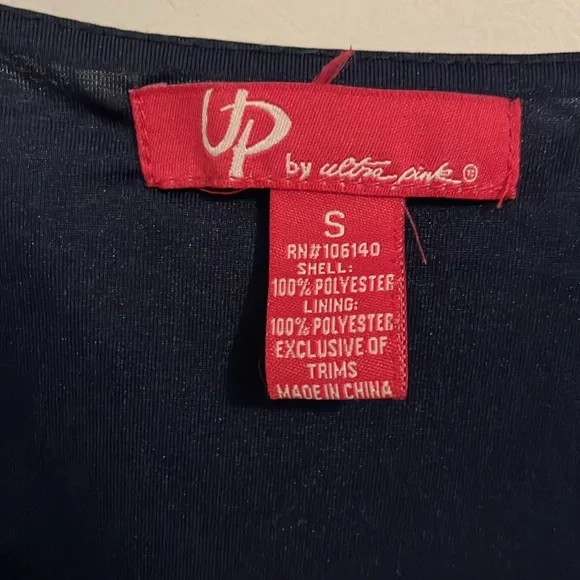 UP
by ultra pink®
S
RN#106140
SHELL:
100% POLYESTER
LINING:
100% POLYESTER
EXCLUSIVE OF
TRIMS
MADE IN CHINA